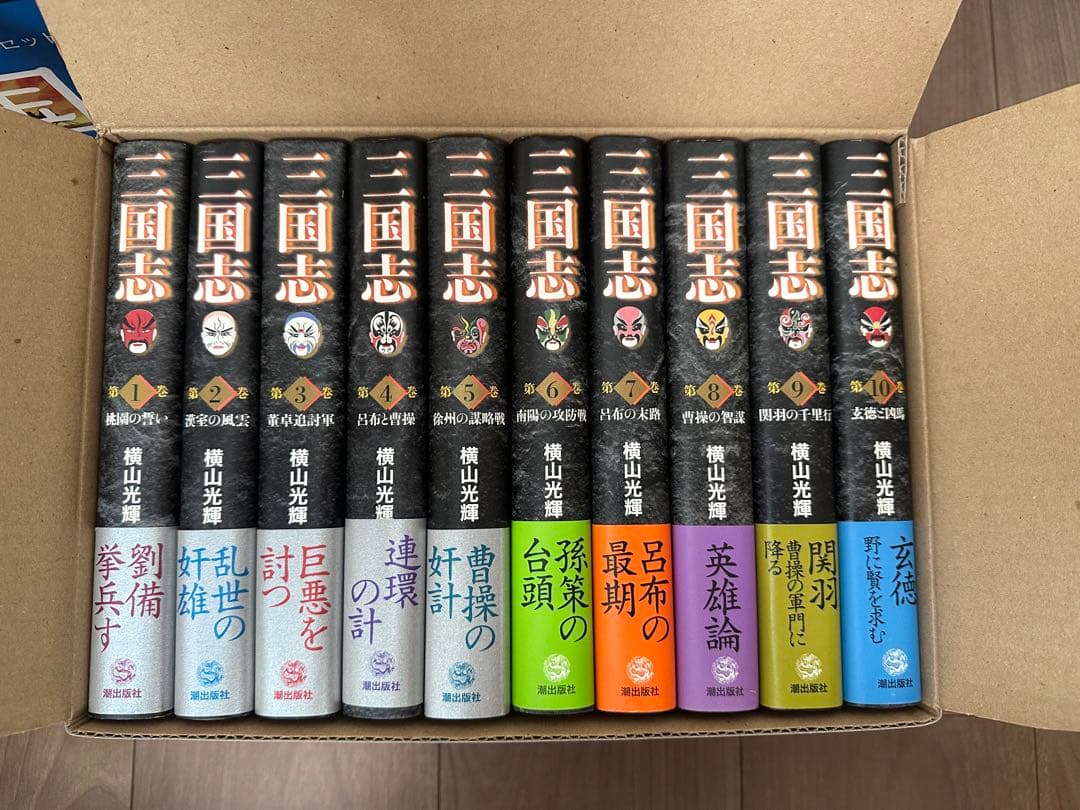 セット
三国志
第1巻
桃園の誓い
横山光輝
劉備
挙兵す
潮出版社
三国志
第2巻
漢室の風雲
横山光輝
乱世の
奸雄
潮出版社
三国志
第3巻
董卓追討軍
横山光輝
巨悪を
討つ
潮出版社
三国志
第4巻
呂布と曹操
横山光輝
連環
の計
潮出版社
三国志
第5巻
徐州の謀略戦
横山光輝
曹操の
奸計
潮出版社
三国志
第6巻
南陽の攻防戦
横山光輝
孫策の
台頭
潮出版社
三国志
第7巻
呂布の末路
横山光輝
呂布の
最期
潮出版社
三国志
第8巻
曹操の智謀
横山光輝
英雄論
潮出版社
三国志
第9巻
関羽の千里行
横山光輝
関羽
曹操の軍門に
降る
潮出版社
三国志
第10巻
玄徳と凶馬
横山光輝
玄徳
野に賢を求む
潮出版社